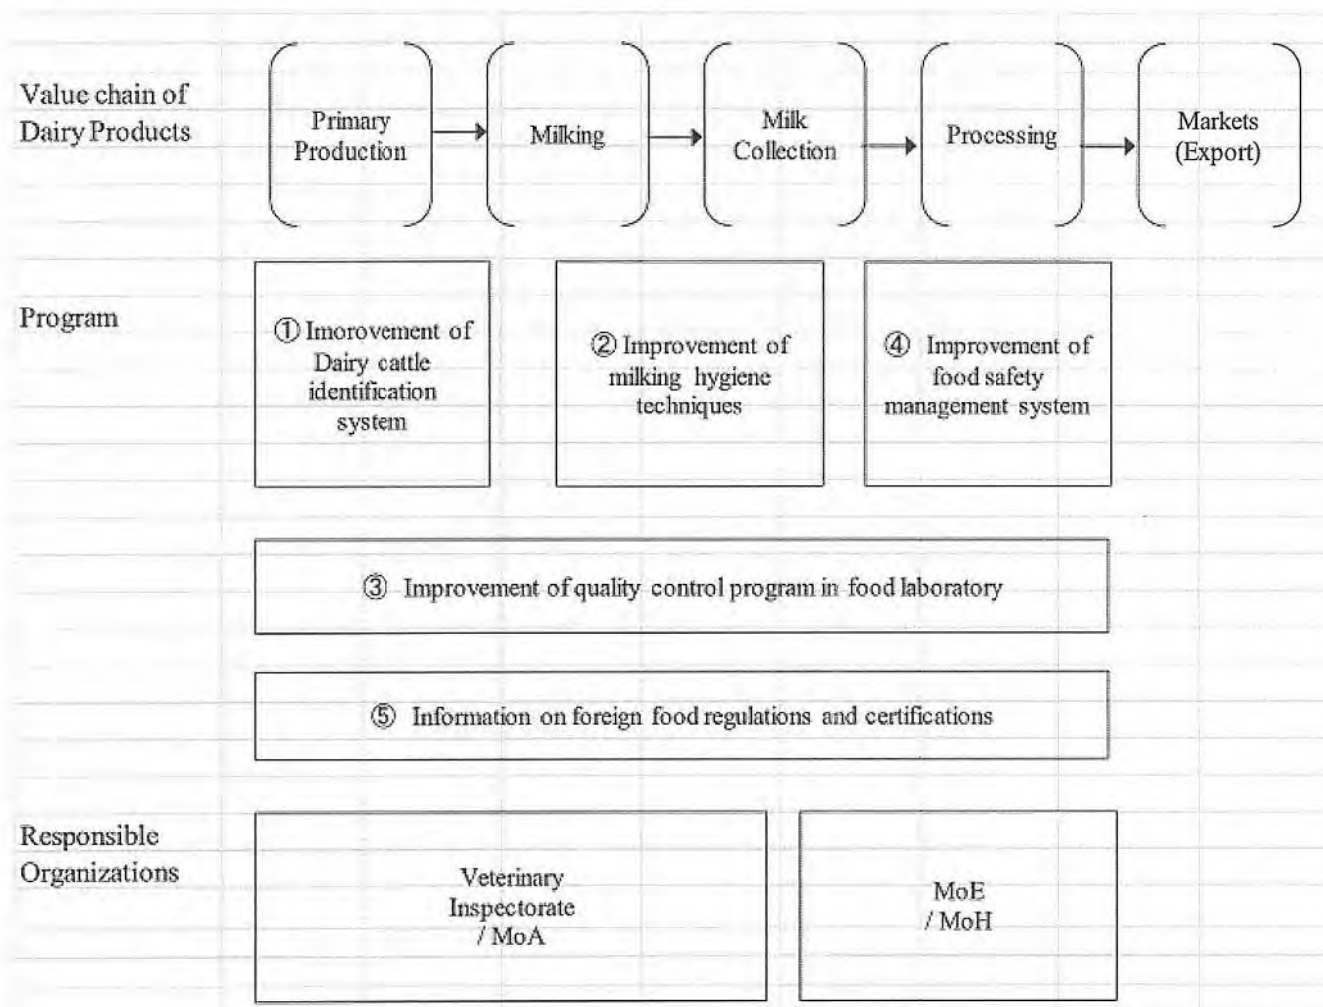 Value chain of
Dairy Products
Primary
Production
Milking
Milk
Collection
Processing
Markets
(Export)
Program
① Imorovement of
Dairy cattle
identification
system
② Improvement of
milking hygiene
techniques
④ Improvement of
food safety
management system
③ Improvement of quality control program in food laboratory
⑤ Information on foreign food regulations and certifications
Responsible
Organizations
Veterinary
Inspectorate
/ MoA
MoE
/ MoH